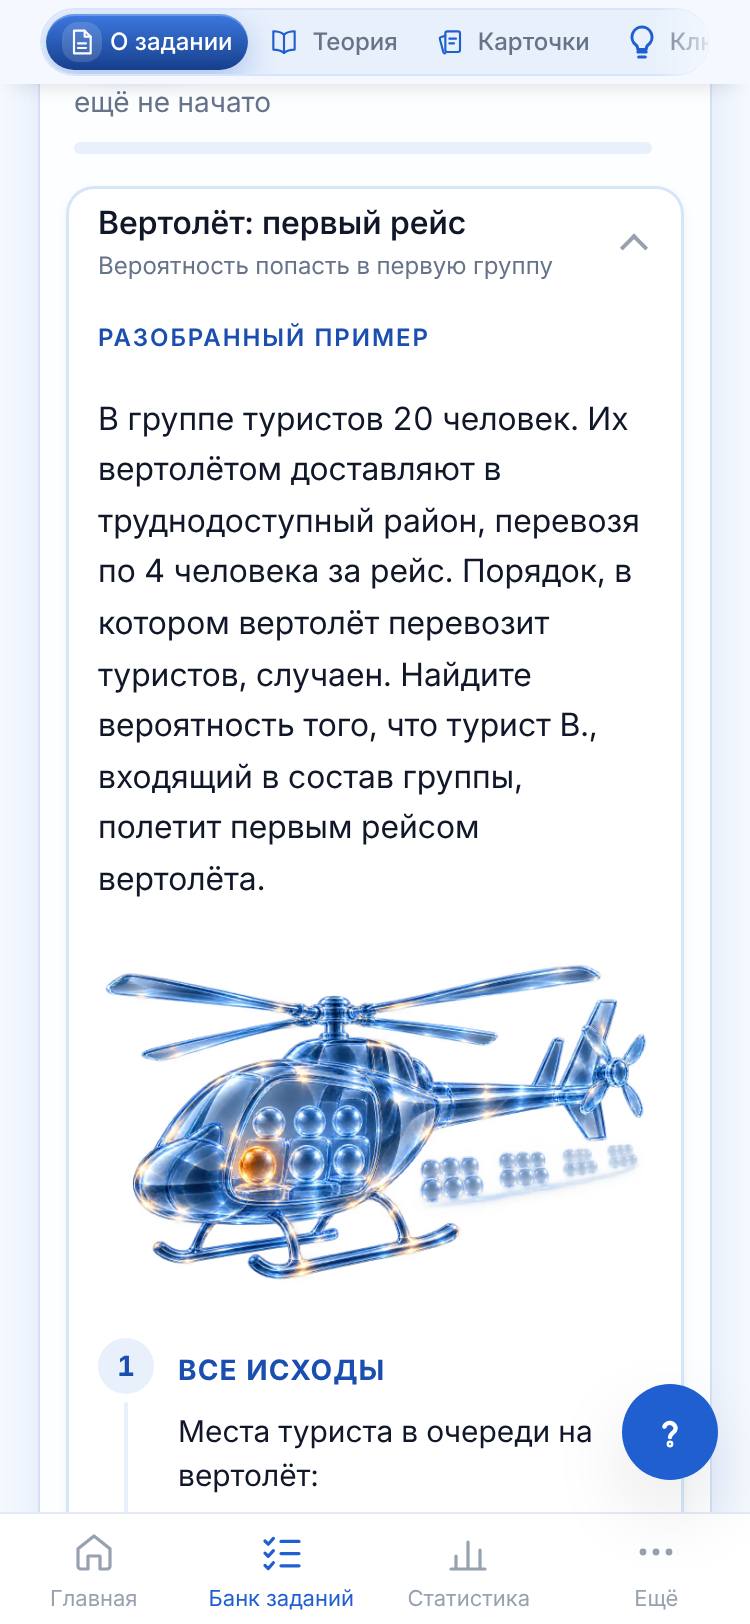 О задании
Теория
Карточки
ещё не начато
Вертолёт: первый рейс
Вероятность попасть в первую группу
РАЗОБРАННЫЙ ПРИМЕР
В группе туристов 20 человек. Их
вертолётом доставляют в
труднодоступный район, перевозя
по 4 человека за рейс. Порядок, в
котором вертолёт перевозит
туристов, случаен. Найдите
вероятность того, что турист В.,
входящий в состав группы,
полетит первым рейсом
вертолёта.
1
ВСЕ ИСХОДЫ
Места туриста в очереди на
вертолёт:
?
Главная
Банк заданий
Статистика
Ещё